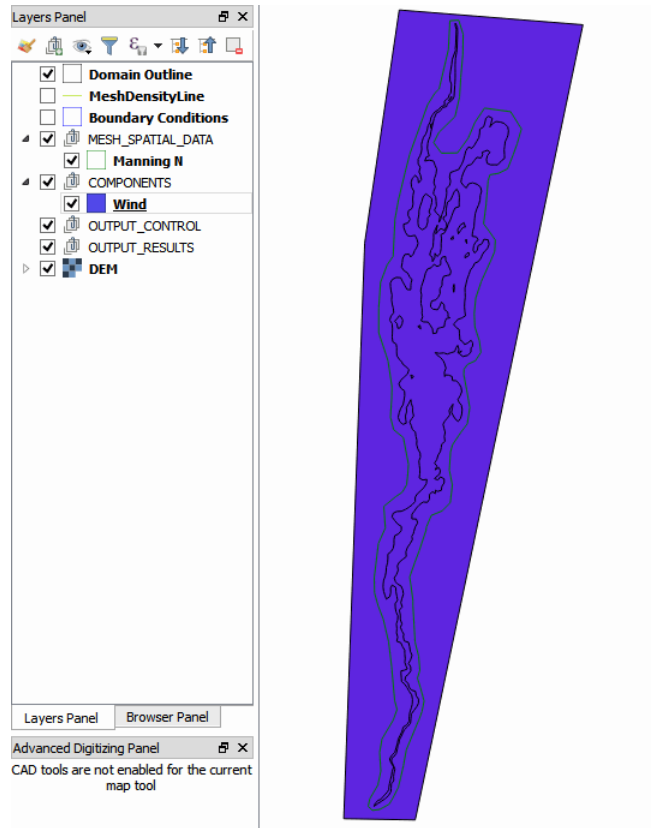 Layers Panel
Domain Outline
MeshDensityLine
Boundary Conditions
MESH_SPATIAL_DATA
Manning N
COMPONENTS
Wind
OUTPUT_CONTROL
OUTPUT_RESULTS
DEM
Layers Panel Browser Panel
Advanced Digitizing Panel
CAD tools are not enabled for the current
map tool